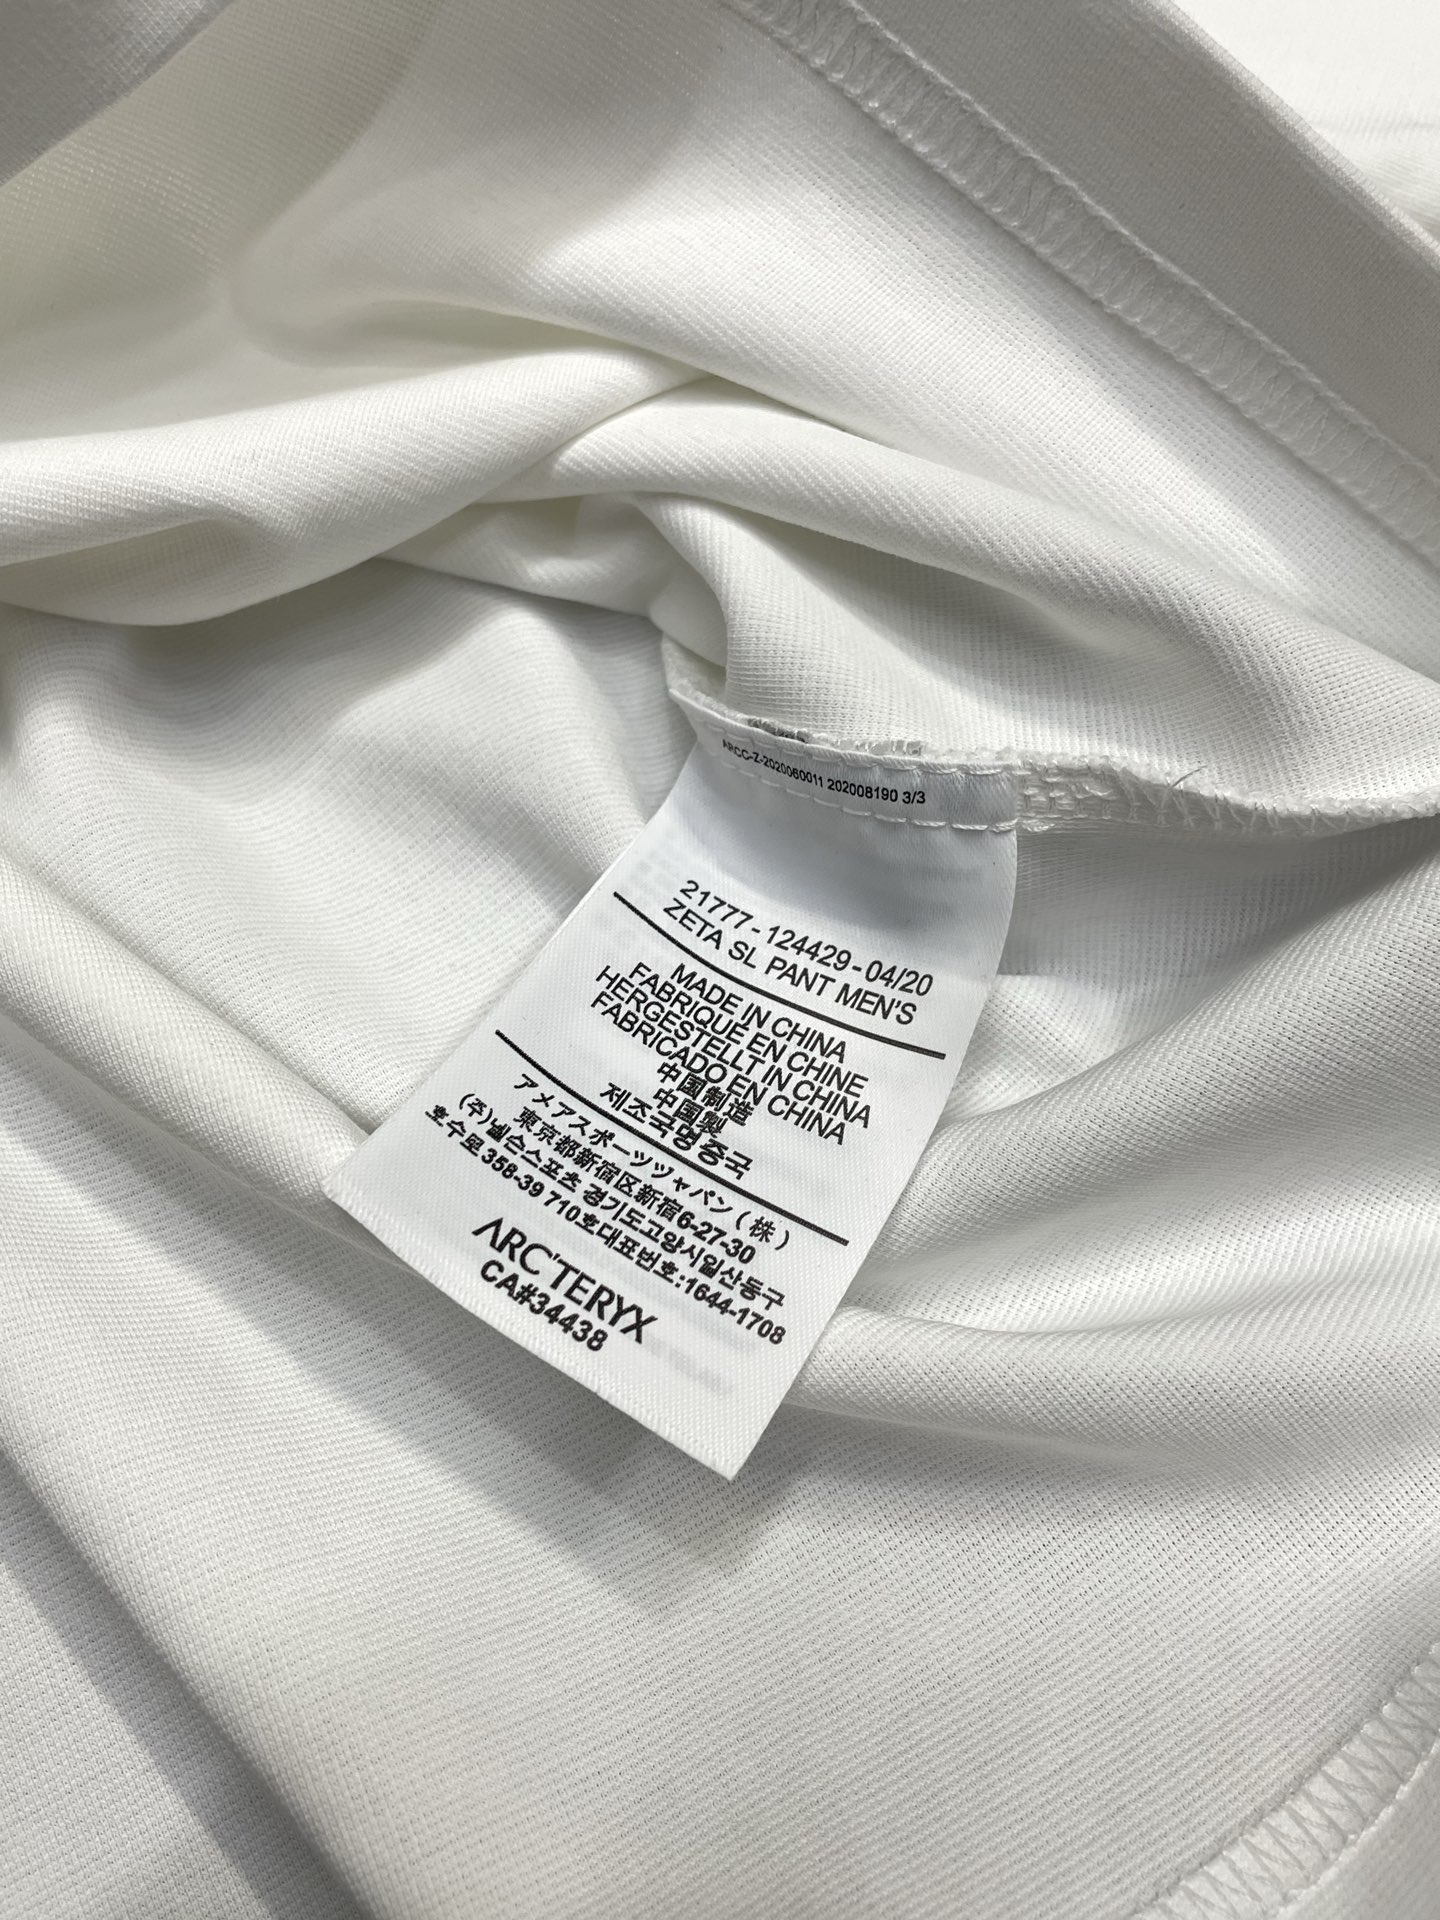 ARCC-Z-2020060011 202008190 3/3
21777-124429-04/20
ZETA SL PANT MEN'S
MADE IN CHINA
FABRIQUÉ EN CHINE
HERGESTELLT IN CHINA
FABRICADO EN CHINA
中国制造
中国製
제조국명 중국
アメアスポーツジャパン(株)
東京都新宿区新宿6-27-30
(주)넬슨스포츠 경기도고양시일산동구
호수로 358-39 710호대표번호:1644-1708
ARC'TERYX
CA#34438